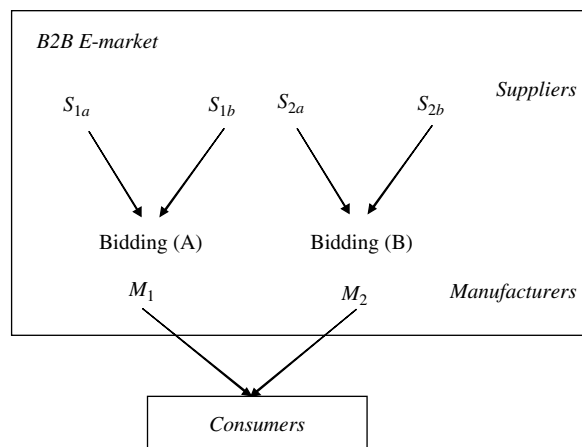 B2B E-market
Suppliers
S1a S1b S2a S2b
Bidding (A) Bidding (B)
M1 M2 Manufacturers
Consumers